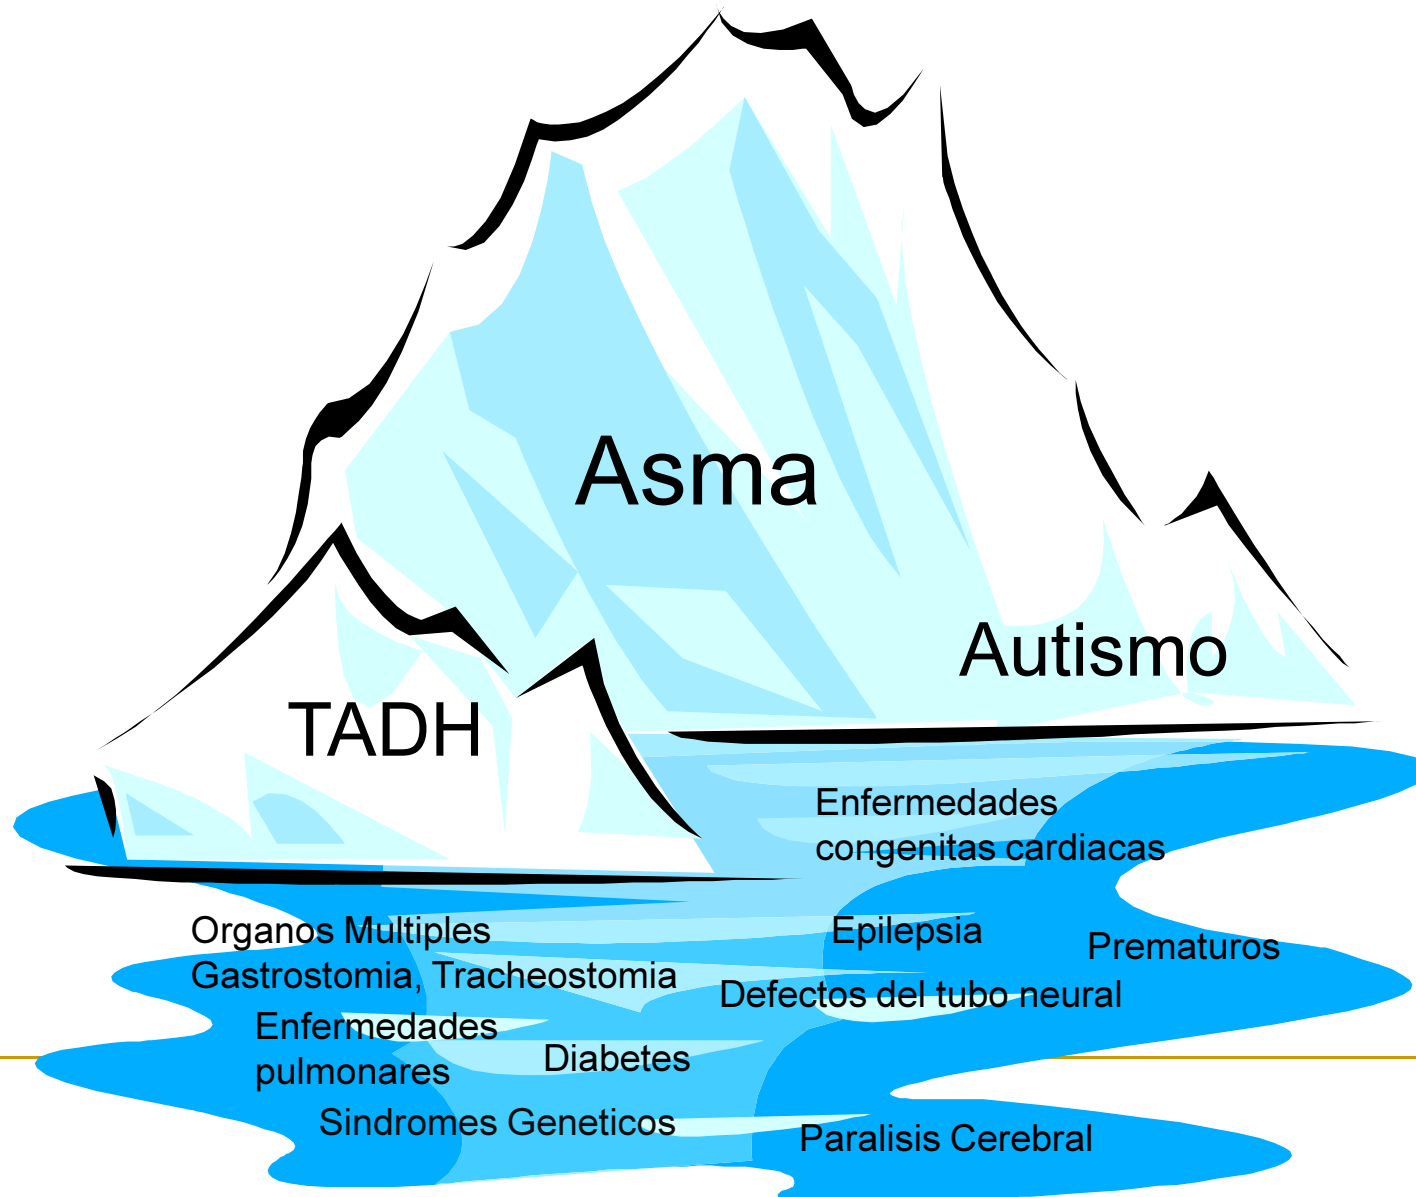 Asma
Autismo
TADH
Enfermedades
congenitas cardiacas
Organos Multiples
Gastrostomia, Tracheostomia
Epilepsia
Prematuros
Defectos del tubo neural
Enfermedades
pulmonares
Diabetes
Sindromes Geneticos
Paralisis Cerebral